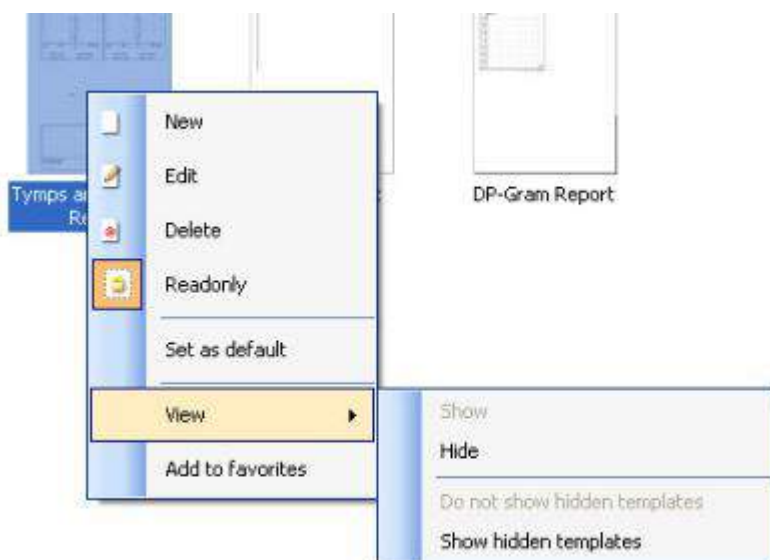 New
Edit
Tymps a
DP-Gram Report
Re
Delete
Readonly
Set as default
View
Show
Hide
Add to favorites
Do not show hidden templates
Show hidden templates